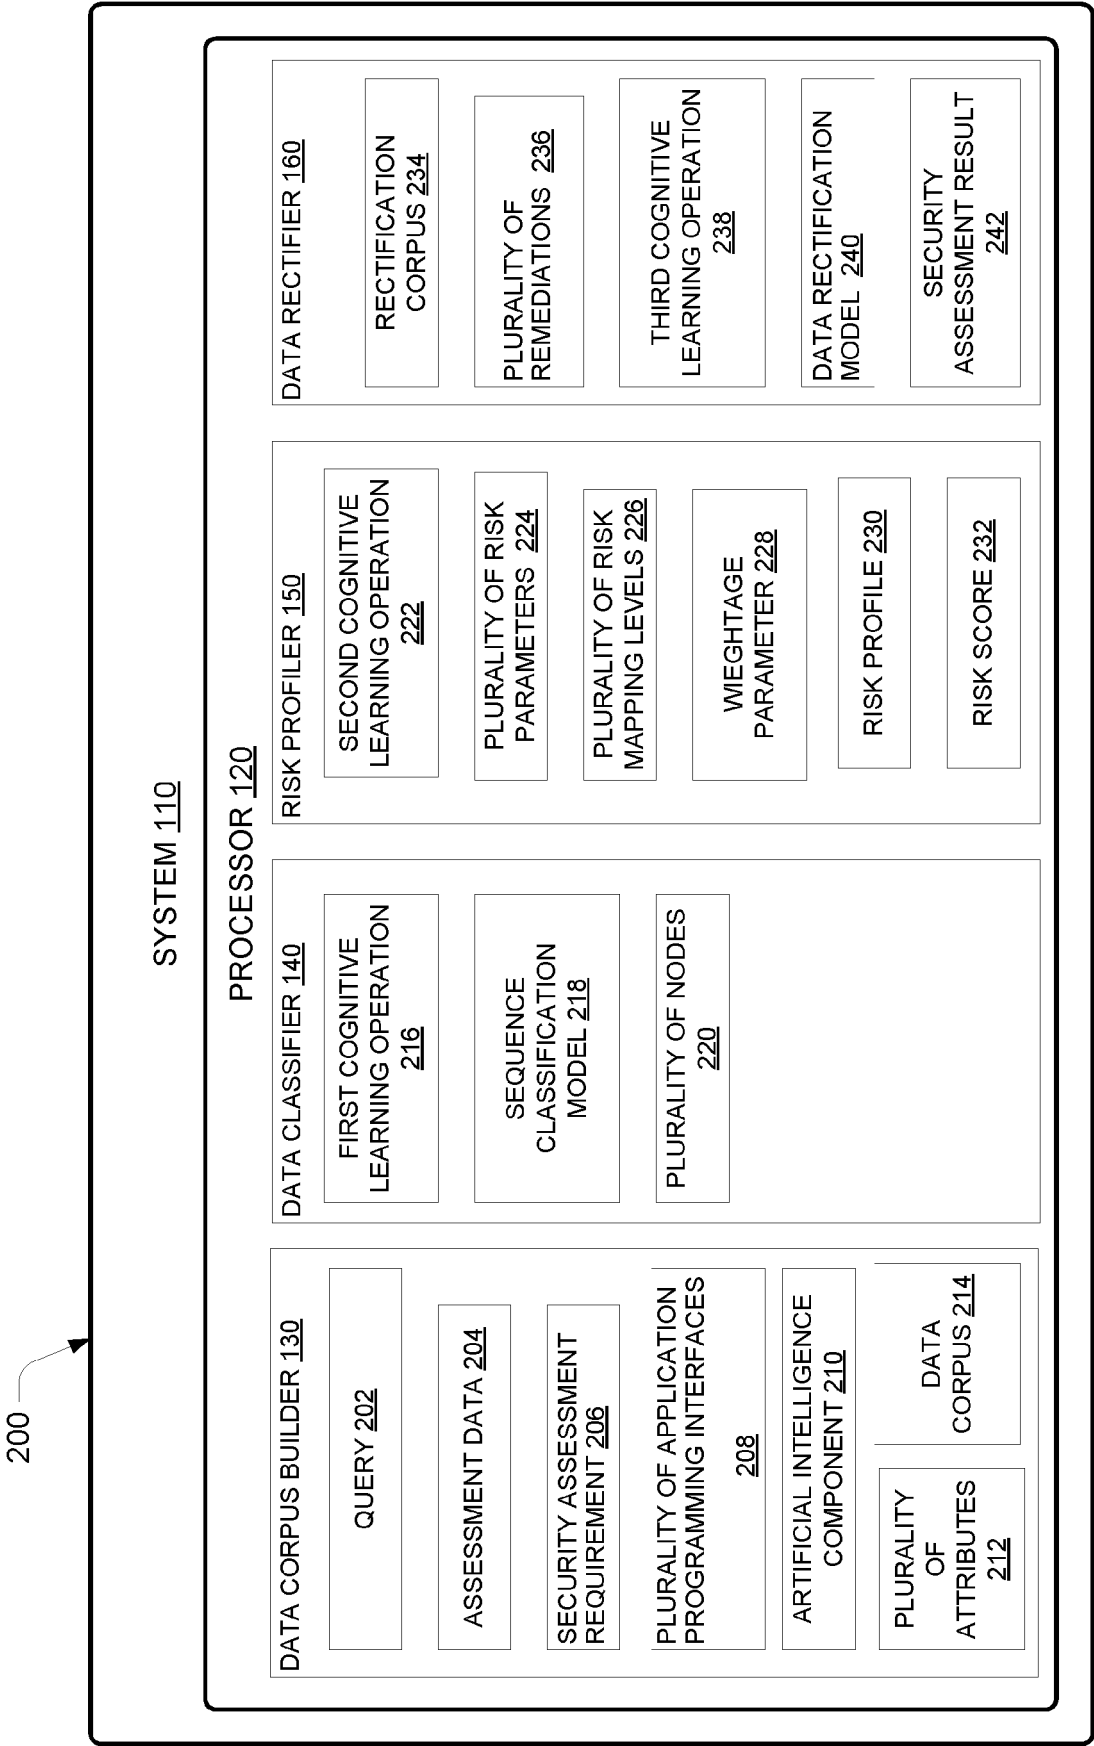 200
SYSTEM 110
PROCESSOR 120
DATA CORPUS BUILDER 130
QUERY 202
ASSESSMENT DATA 204
SECURITY ASSESSMENT
REQUIREMENT 206
PLURALITY OF APPLICATION
PROGRAMMING INTERFACES
208
ARTIFICIAL INTELLIGENCE
COMPONENT 210
PLURALITY
OF
ATTRIBUTES
212
DATA
CORPUS 214
DATA CLASSIFIER 140
FIRST COGNITIVE
LEARNING OPERATION
216
SEQUENCE
CLASSIFICATION
MODEL 218
PLURALITY OF NODES
220
RISK PROFILER 150
SECOND COGNITIVE
LEARNING OPERATION
222
PLURALITY OF RISK
PARAMETERS 224
PLURALITY OF RISK
MAPPING LEVELS 226
WIEGHTAGE
PARAMETER 228
RISK PROFILE 230
RISK SCORE 232
DATA RECTIFIER 160
RECTIFICATION
CORPUS 234
PLURALITY OF
REMEDIATIONS 236
THIRD COGNITIVE
LEARNING OPERATION
238
DATA RECTIFICATION
MODEL 240
SECURITY
ASSESSMENT RESULT
242